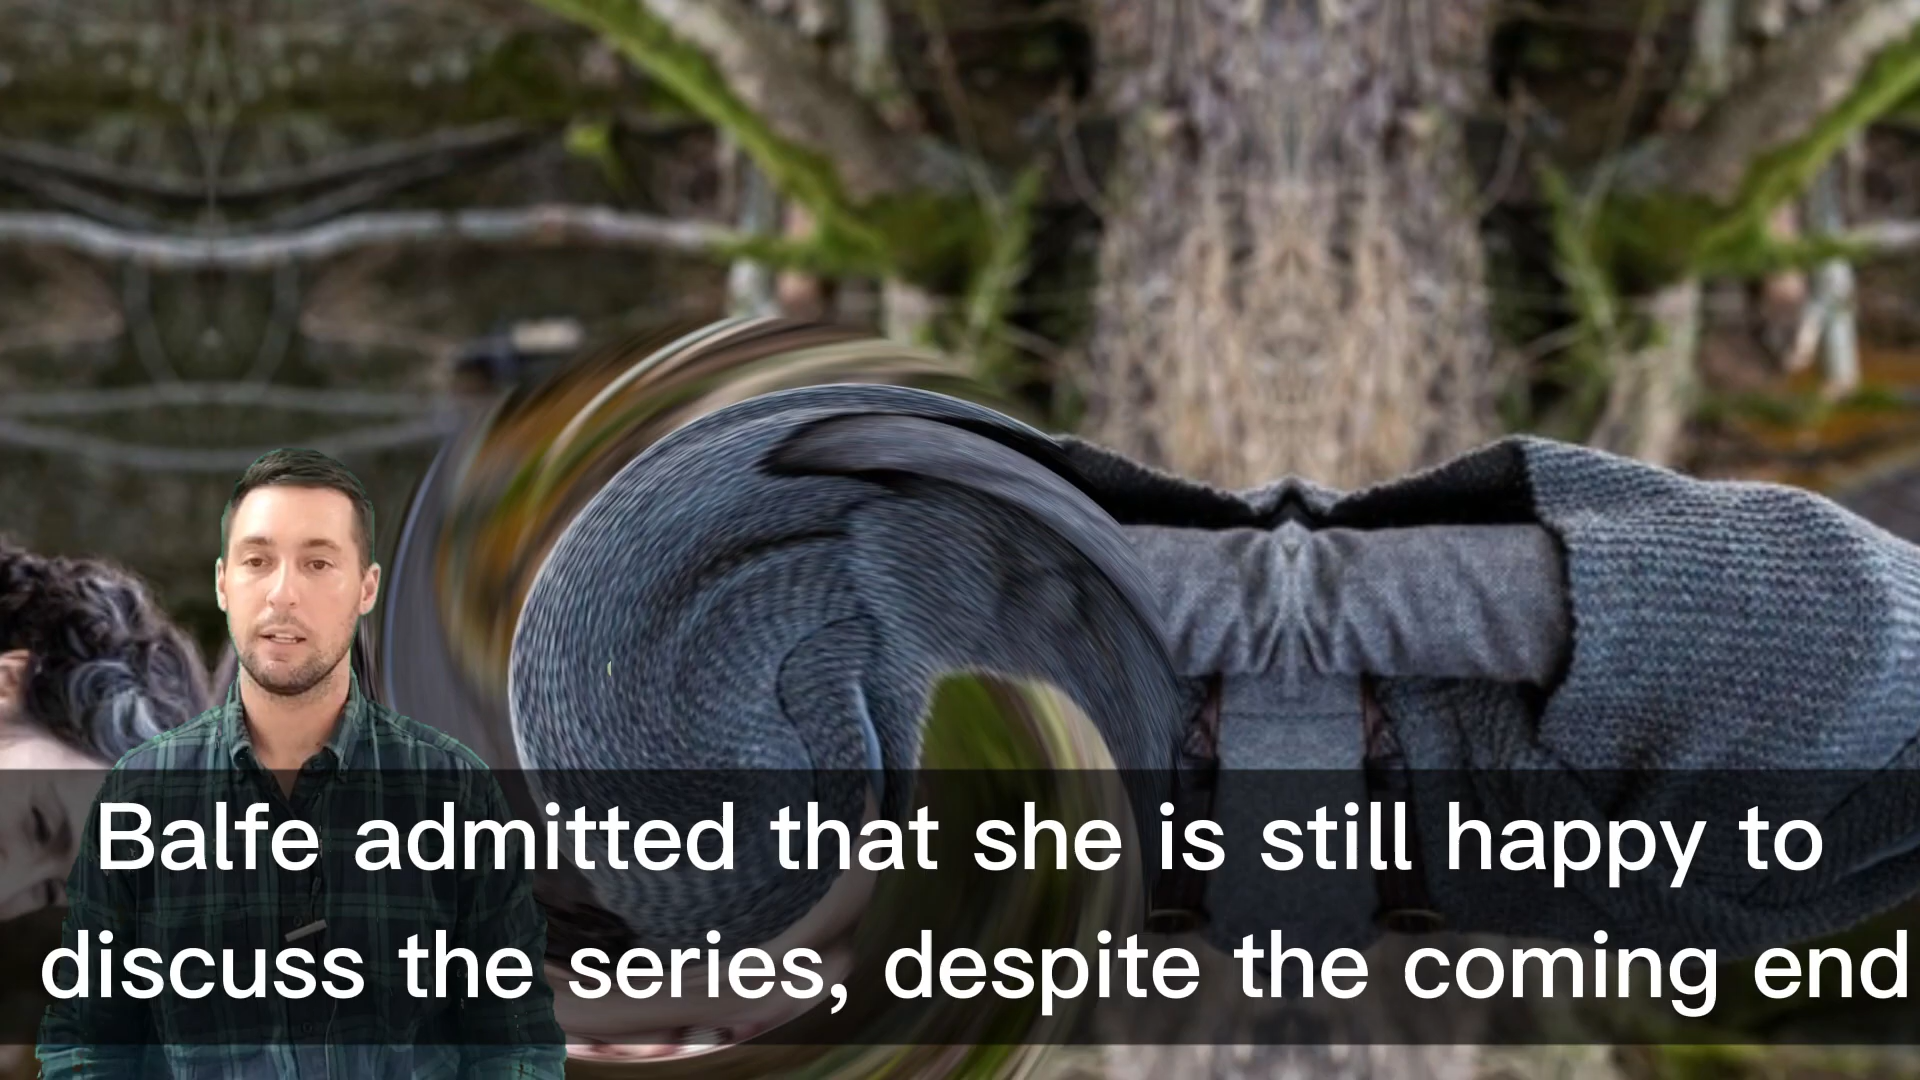 Balfe admitted that she is still happy to
discuss the series, despite the coming end